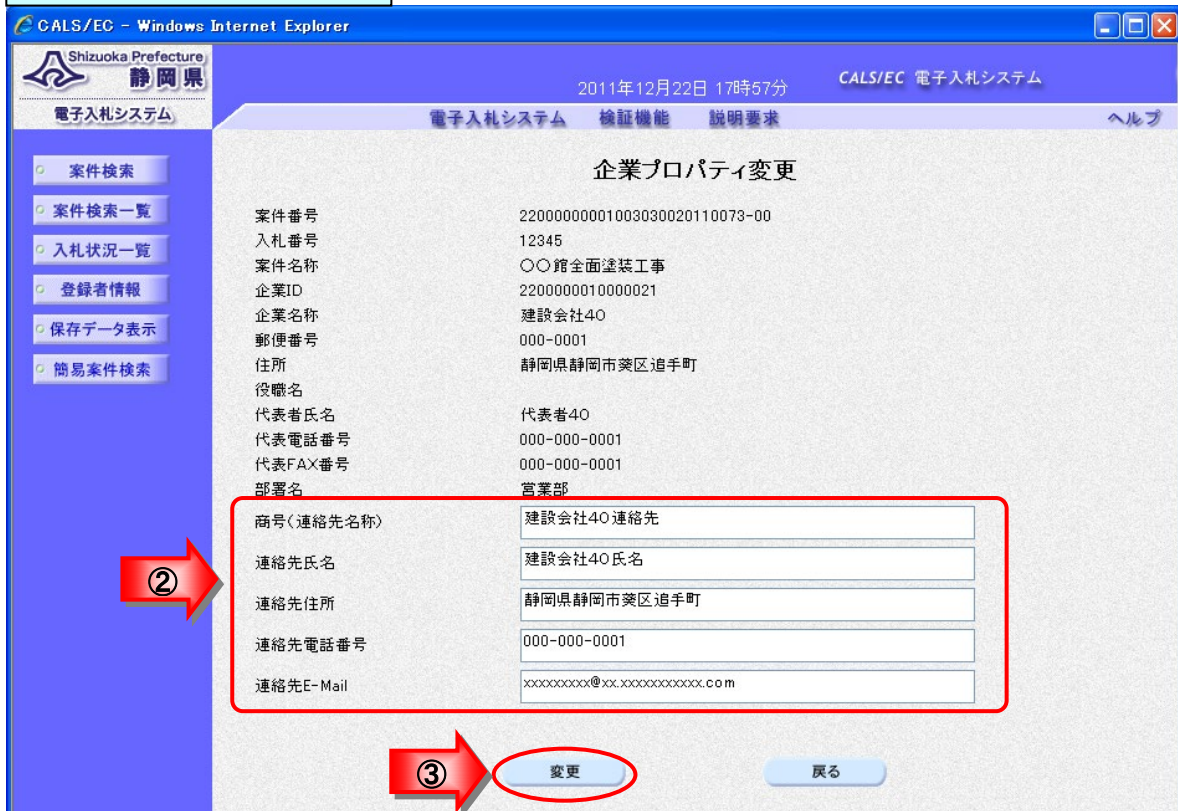 CALS/EC - Windows Internet Explorer
Shizuoka Prefecture
静岡県
電子入札システム
2011年12月22日 17時57分
CALS/EC 電子入札システム
電子入札システム 検証機能 説明要求 ヘルプ
案件検索
案件検索一覧
入札状況一覧
登録者情報
保存データ表示
簡易案件検索
企業プロパティ変更
案件番号 22000000001003030020110073-00
入札番号 12345
案件名称 〇〇館全面塗装工事
企業ID 2200000010000021
企業名称 建設会社40
郵便番号 000-0001
住所 静岡県静岡市葵区追手町
役職名
代表者氏名 代表者40
代表電話番号 000-000-0001
代表FAX番号 000-000-0001
部署名 営業部
商号(連絡先名称) 建設会社40連絡先
連絡先氏名 建設会社40氏名
連絡先住所 静岡県静岡市葵区追手町
連絡先電話番号 000-000-0001
連絡先E-Mail xxxxxxxxx@xx.xxxxxxxxxxx.com
②
③
変更 戻る